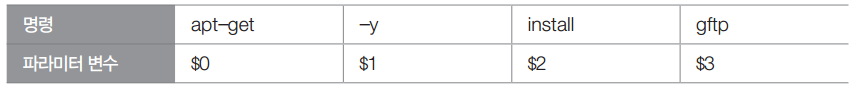 명령 apt-get -y install gftp
파라미터 변수 $0 $1 $2 $3